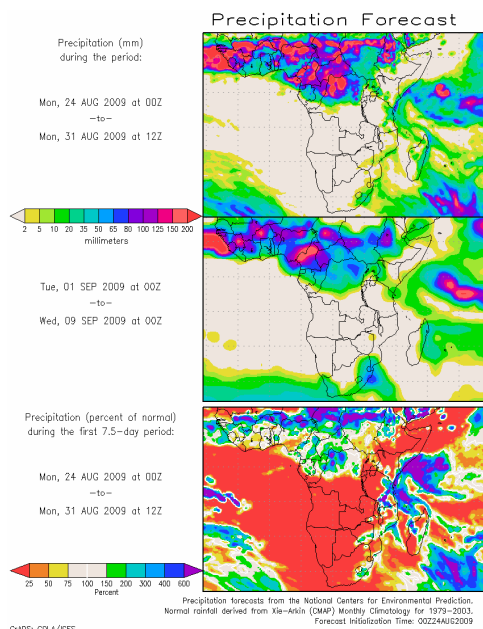 Precipitation Forecast
Precipitation (mm)
during the period:
Mon, 24 AUG 2009 at 00Z
—to—
Mon, 31 AUG 2009 at 12Z
2 5 10 20 35 50 65 80 100 125 150 200
millimeters
Tue, 01 SEP 2009 at 00Z
—to—
Wed, 09 SEP 2009 at 00Z
Precipitation (percent of normal)
during the first 7.5-day period:
Mon, 24 AUG 2009 at 00Z
—to—
Mon, 31 AUG 2009 at 12Z
25 50 75 100 150 200 300 400 600
Percent
Precipitation forecasts from the National Centers for Environmental Prediction.
Normal rainfall derived from Xie-Arkin (CMAP) Monthly Climatology for 1979-2003.
Forecast Initialization Time: 00Z24AUG2009
GrADS: COLA/IGES